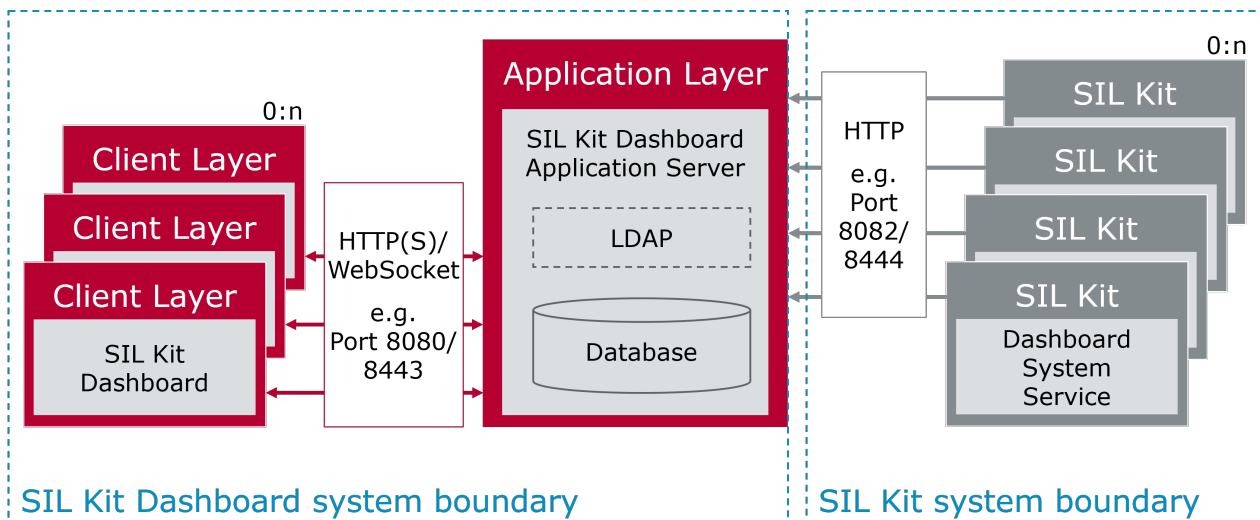 0:n
Client Layer
Client Layer
Client Layer
SIL Kit
Dashboard
HTTP(S)/
WebSocket
e.g.
Port 8080/
8443
Application Layer
SIL Kit Dashboard
Application Server
LDAP
Database
HTTP
e.g.
Port
8082/
8444
0:n
SIL Kit
SIL Kit
SIL Kit
SIL Kit
Dashboard
System
Service
SIL Kit Dashboard system boundary
SIL Kit system boundary